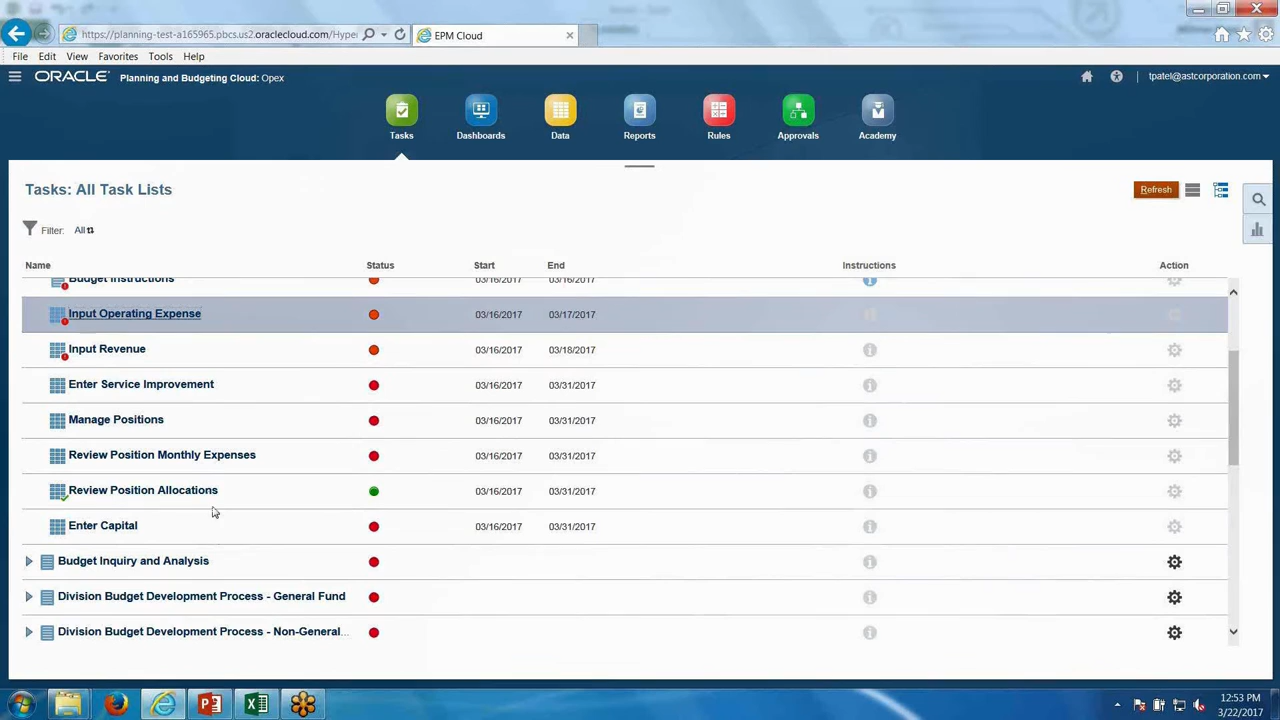 https://planning-test-a165965.pbcs.us2.oraclecloud.com/Hype
EPM Cloud
File Edit View Favorites Tools Help
ORACLE Planning and Budgeting Cloud: Opex
tpatel@astcorporation.com
Tasks Dashboards Data Reports Rules Approvals Academy
Tasks: All Task Lists
Refresh
Filter: All
Name Status Start End Instructions Action
Budget Instructions 03/16/2017 03/16/2017
Input Operating Expense 03/16/2017 03/17/2017
Input Revenue 03/16/2017 03/18/2017
Enter Service Improvement 03/16/2017 03/31/2017
Manage Positions 03/16/2017 03/31/2017
Review Position Monthly Expenses 03/16/2017 03/31/2017
Review Position Allocations 03/16/2017 03/31/2017
Enter Capital 03/16/2017 03/31/2017
Budget Inquiry and Analysis
Division Budget Development Process - General Fund
Division Budget Development Process - Non-General...
12:53 PM
3/22/2017